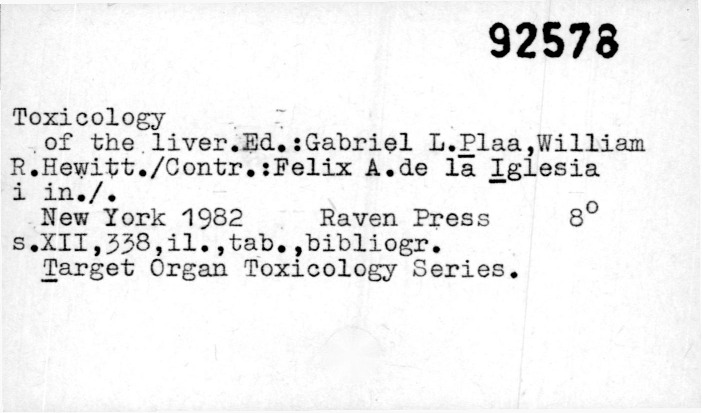 92578
Toxicology
of the liver.Ed.:Gabriel L.Plaa,William
R.Hewitt./Contr.:Felix A.de la Iglesia
i in./.
New York 1982 Raven Press 8°
s.XII,338,il.,tab.,bibliogr.
Target Organ Toxicology Series.